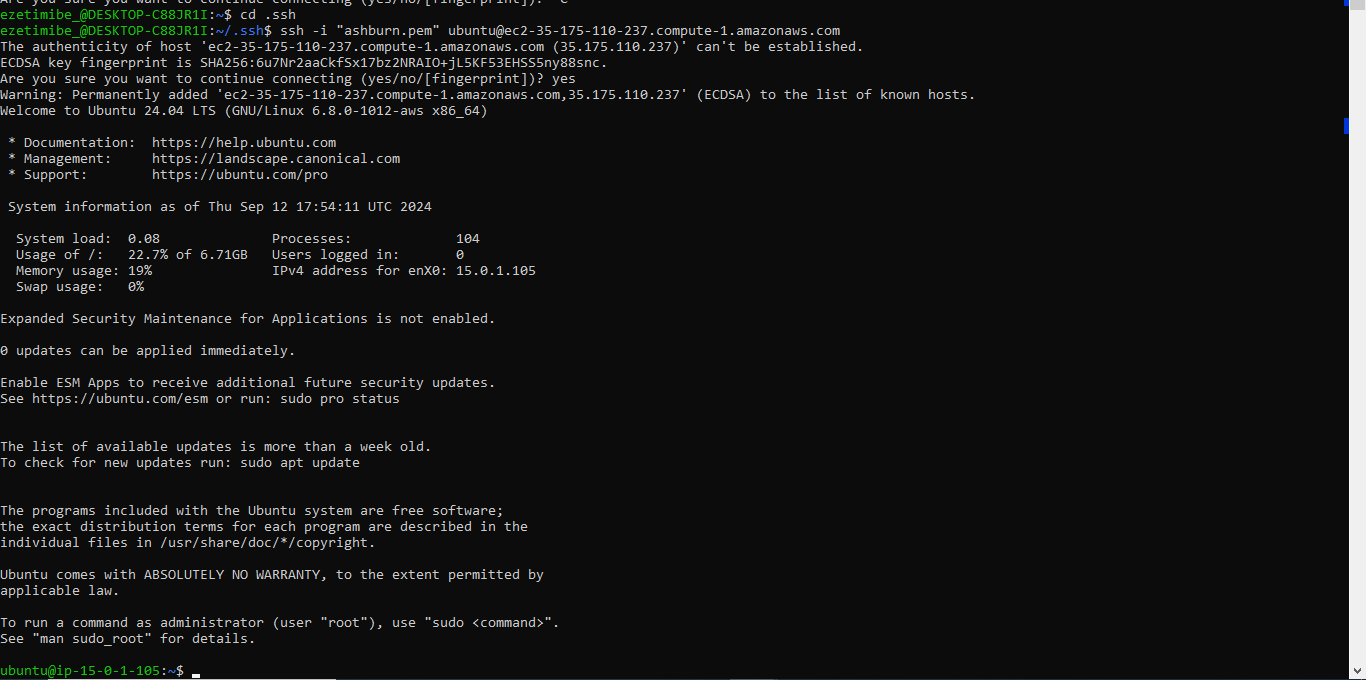 Are you sure you want to continue connecting (yes/no/[fingerprint])? ^C
ezetimibe_@DESKTOP-C88JR1I:~$ cd .ssh
ezetimibe_@DESKTOP-C88JR1I:~/.ssh$ ssh -i "ashburn.pem" ubuntu@ec2-35-175-110-237.compute-1.amazonaws.com
The authenticity of host 'ec2-35-175-110-237.compute-1.amazonaws.com (35.175.110.237)' can't be established.
ECDSA key fingerprint is SHA256:6u7Nr2aaCkfSx17bz2NRAIO+jL5KF53EHSS5ny88snc.
Are you sure you want to continue connecting (yes/no/[fingerprint])? yes
Warning: Permanently added 'ec2-35-175-110-237.compute-1.amazonaws.com,35.175.110.237' (ECDSA) to the list of known hosts.
Welcome to Ubuntu 24.04 LTS (GNU/Linux 6.8.0-1012-aws x86_64)

 * Documentation:  https://help.ubuntu.com
 * Management:     https://landscape.canonical.com
 * Support:        https://ubuntu.com/pro

 System information as of Thu Sep 12 17:54:11 UTC 2024

  System load:  0.08              Processes:             104
  Usage of /:   22.7% of 6.71GB   Users logged in:       0
  Memory usage: 19%               IPv4 address for enX0: 15.0.1.105
  Swap usage:   0%

Expanded Security Maintenance for Applications is not enabled.

0 updates can be applied immediately.

Enable ESM Apps to receive additional future security updates.
See https://ubuntu.com/esm or run: sudo pro status

The list of available updates is more than a week old.
To check for new updates run: sudo apt update

The programs included with the Ubuntu system are free software;
the exact distribution terms for each program are described in the
individual files in /usr/share/doc/*/copyright.

Ubuntu comes with ABSOLUTELY NO WARRANTY, to the extent permitted by
applicable law.

To run a command as administrator (user "root"), use "sudo <command>".
See "man sudo_root" for details.

ubuntu@ip-15-0-1-105:~$